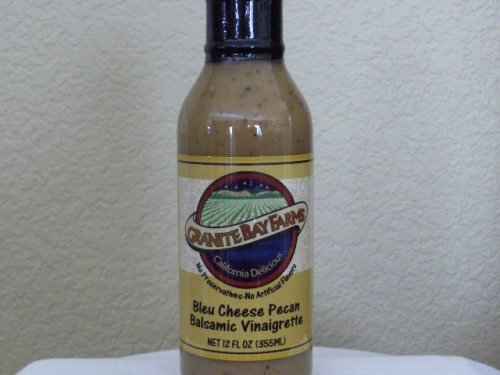 GRANITE BAY FARMS
California Delicious
No Preservatives-No Artificial Flavors
Bleu Cheese Pecan
Balsamic Vinaigrette
NET 12 FL OZ (355ML)